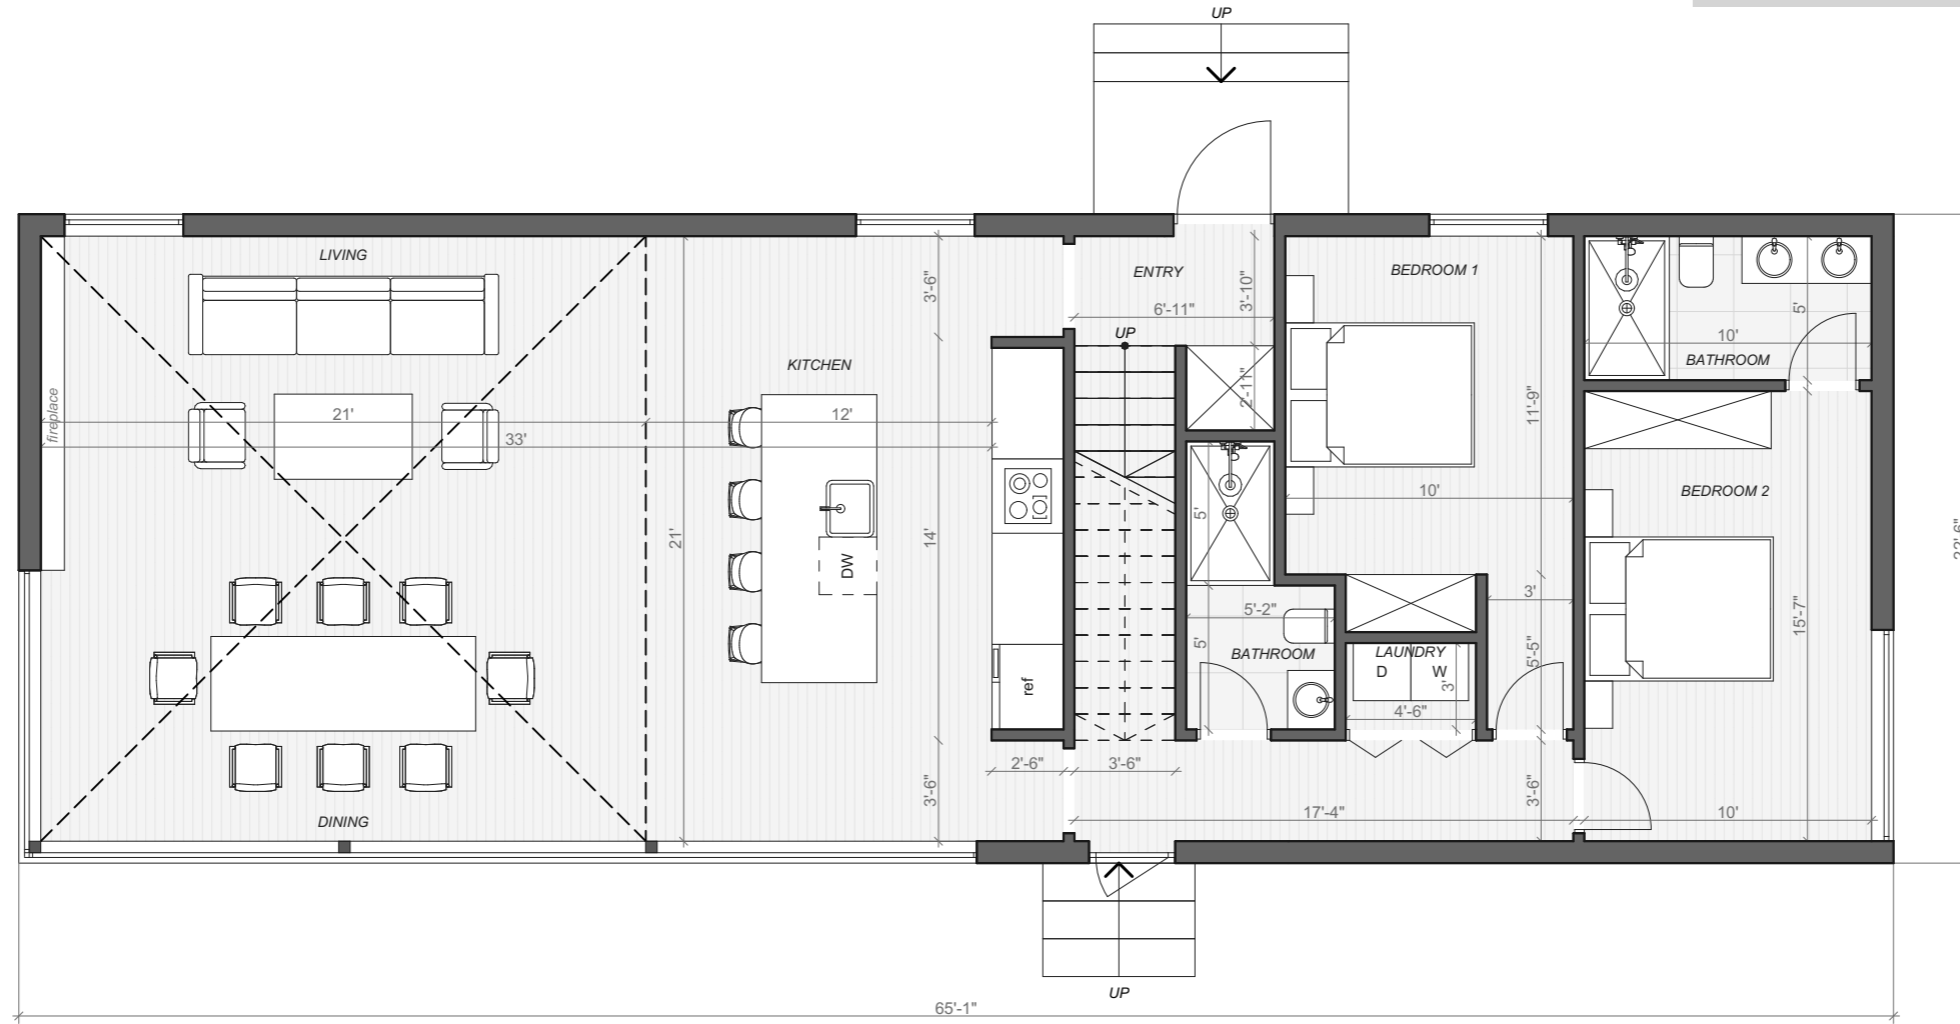 UP
LIVING
ENTRY
BEDROOM 1
3'-6"
3'-10"
6'-11"
5'
10'
UP
BATHROOM
KITCHEN
2'-11"
11'-9"
fireplace
21'
12'
33'
BEDROOM 2
10'
5'
21'
14'
DW
3'
5'-2"
15'-7"
5'
BATHROOM
LAUNDRY
D
W
3'
5'-5"
ref
4'-6"
2'-6"
3'-6"
3'-6"
3'-6"
17'-4"
10'
DINING
UP
65'-1"